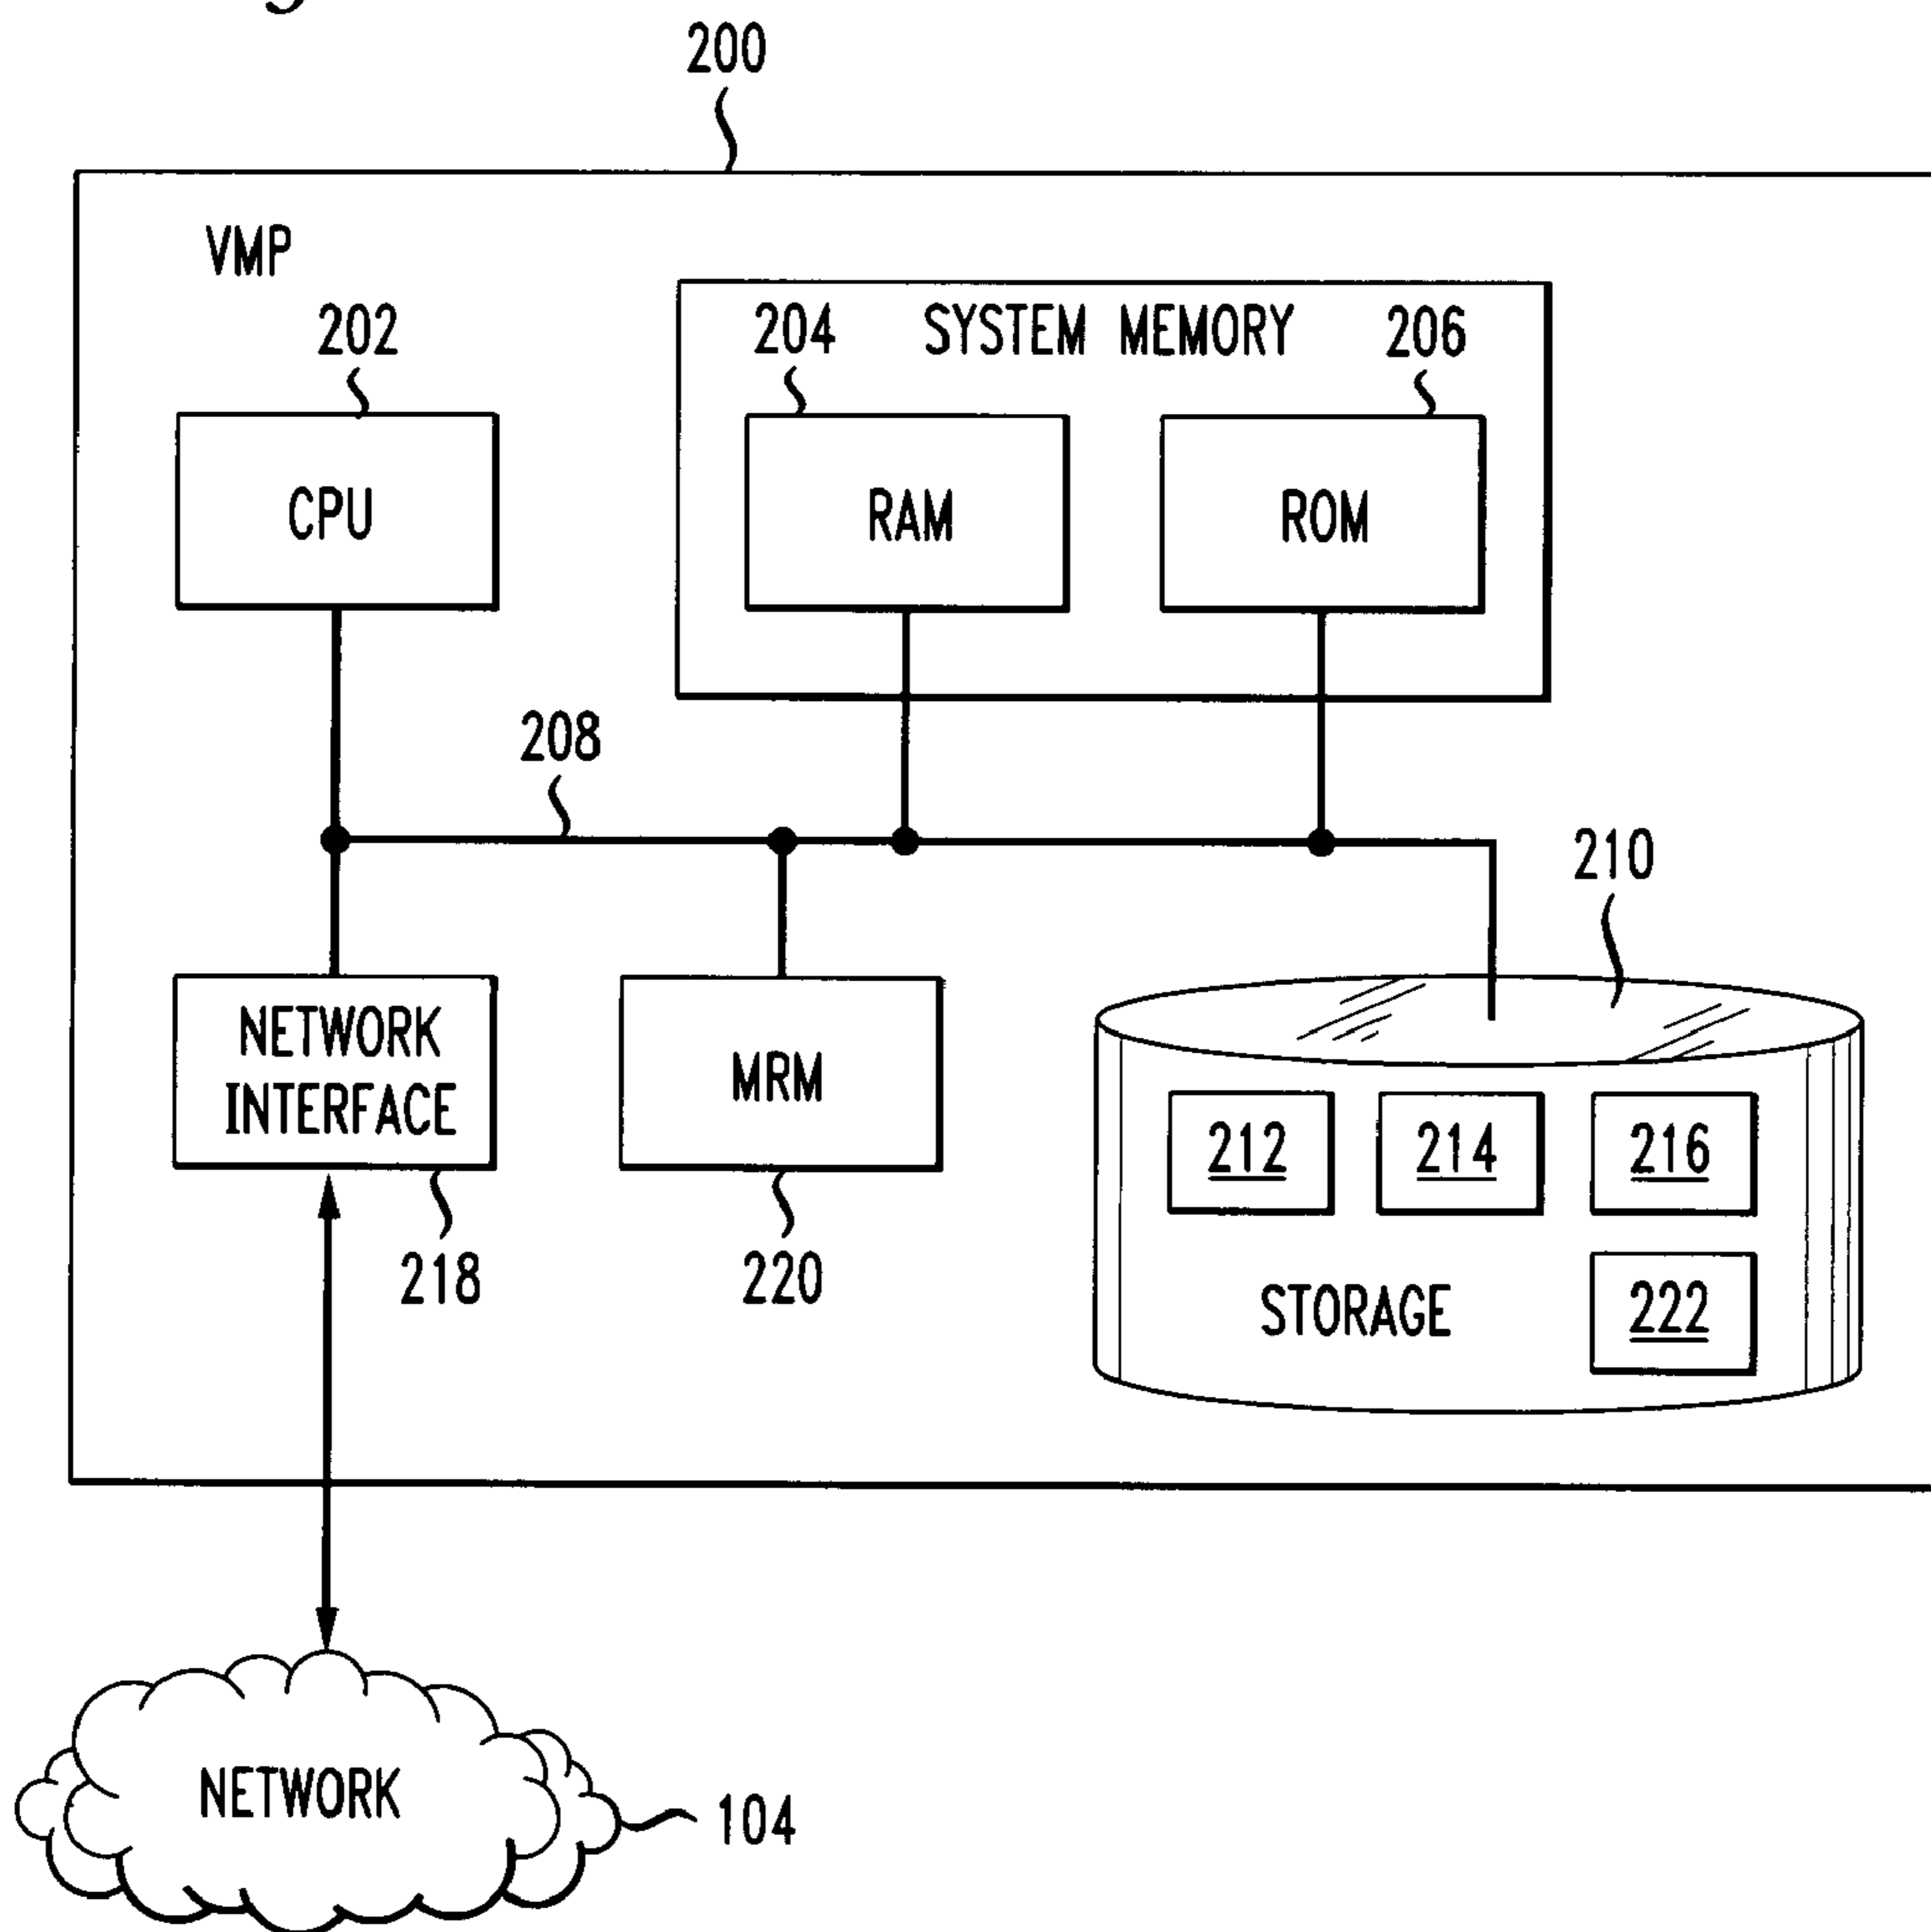 200
VMP
202
204 SYSTEM MEMORY 206
CPU
RAM
ROM
208
210
NETWORK
INTERFACE
MRM
212
214
216
218
220
STORAGE
222
NETWORK
104